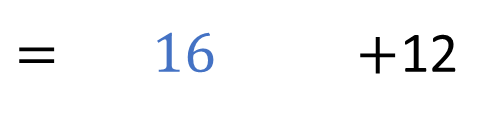 = 16 +12